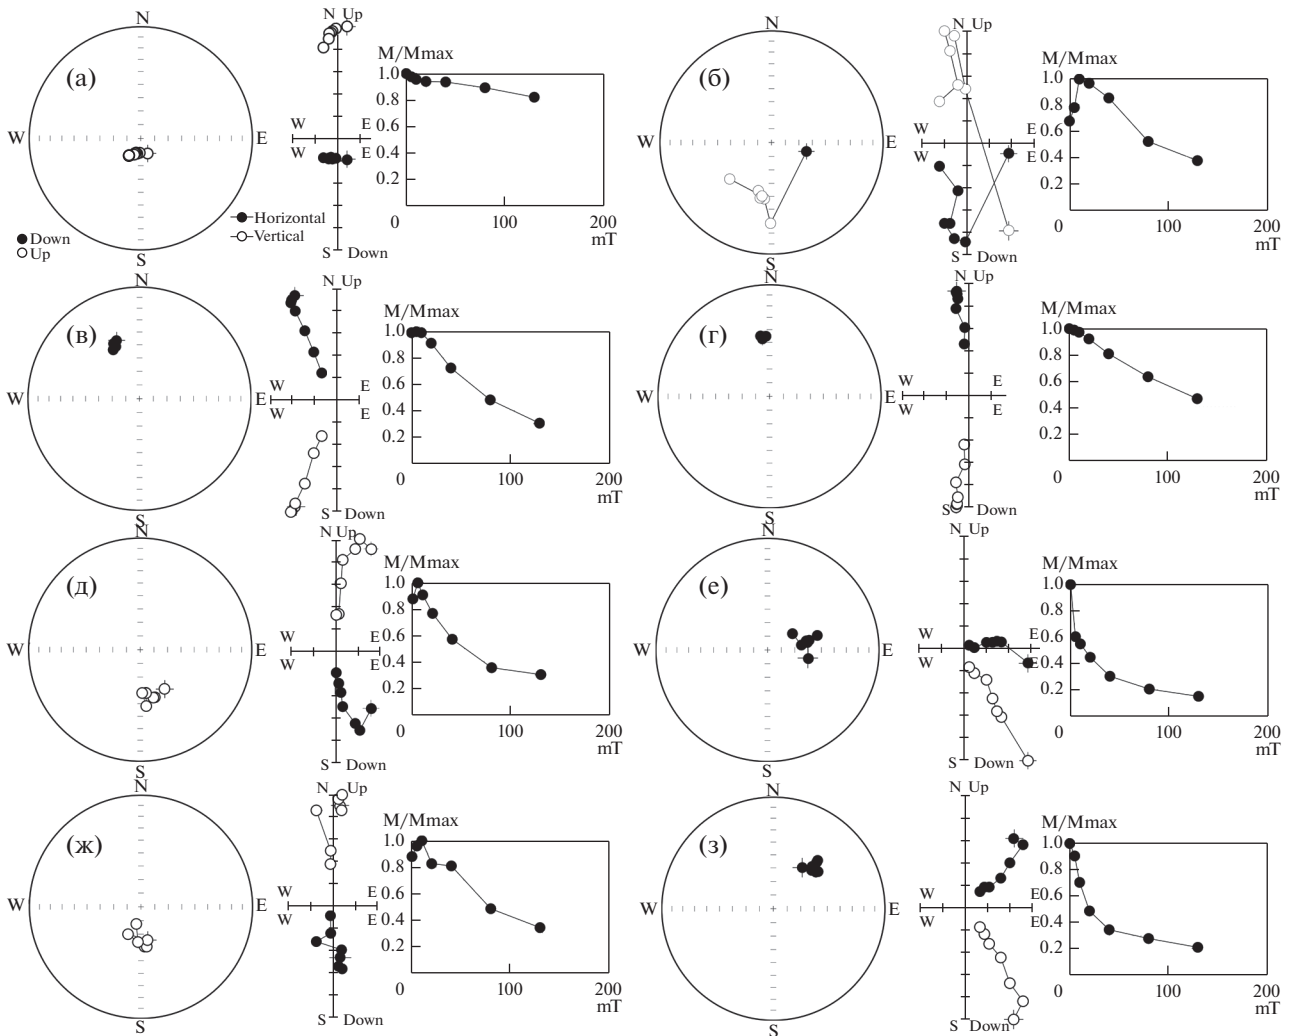 (а)
N
W
E
S
Down
Up
N Up
W
E
W
E
S Down
Horizontal
Vertical
M/Mmax
1.0
0.8
0.6
0.4
0.2
0
100
200
mT
(б)
N
W
E
S
N Up
W
E
W
E
S Down
M/Mmax
1.0
0.8
0.6
0.4
0.2
0
100
200
mT
(в)
N
W
E
S
N Up
W
E
W
E
S Down
M/Mmax
1.0
0.8
0.6
0.4
0.2
0
100
200
mT
(г)
N
W
E
S
N Up
W
E
W
E
S Down
M/Mmax
1.0
0.8
0.6
0.4
0.2
0
100
200
mT
(д)
N
W
E
S
N Up
W
E
W
E
S Down
M/Mmax
1.0
0.8
0.6
0.4
0.2
0
100
200
mT
(е)
N
W
E
S
N Up
W
E
W
E
S Down
M/Mmax
1.0
0.8
0.6
0.4
0.2
0
100
200
mT
(ж)
N
W
E
S
N Up
W
E
W
E
S Down
M/Mmax
1.0
0.8
0.6
0.4
0.2
0
100
200
mT
(з)
N
W
E
S
N Up
W
E
W
E
S Down
M/Mmax
1.0
0.8
0.6
0.4
0.2
0
100
200
mT